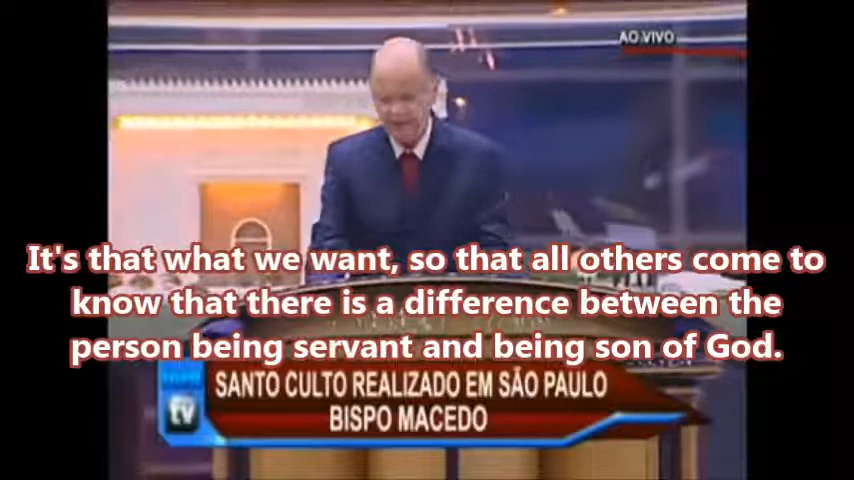 AO VIVO
It's that what we want, so that all others come to
know that there is a difference between the
person being servant and being son of God.
SANTO CULTO REALIZADO EM SÃO PAULO
BISPO MACEDO
tv